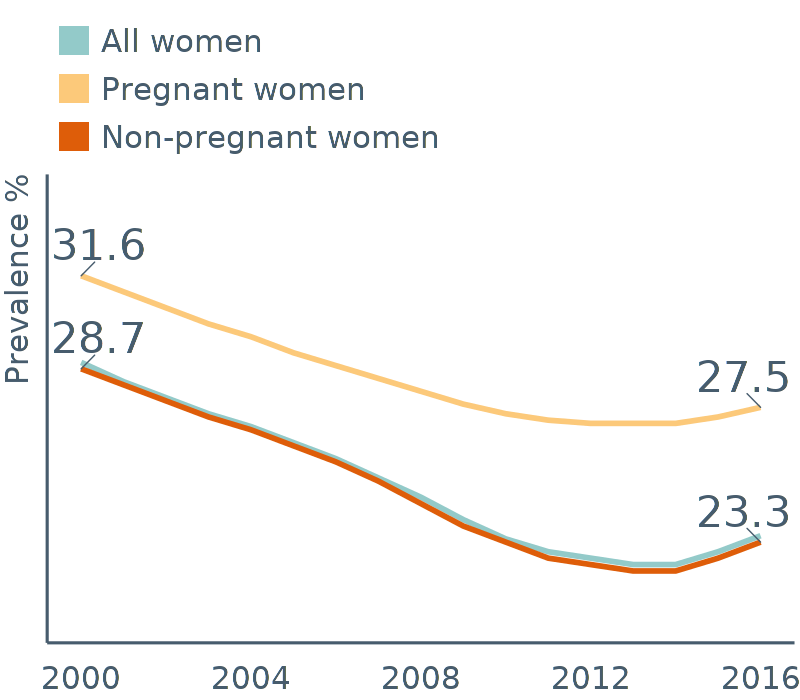 All women
Pregnant women
Non-pregnant women
Prevalence %
31.6
28.7
27.5
23.3
2000 2004 2008 2012 2016